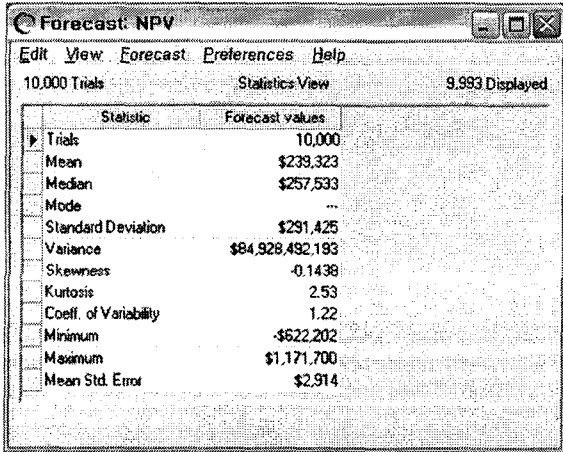 Forecast: NPV
Edit View Forecast Preferences Help
10,000 Trials Statistics View 9,993 Displayed
Statistic Forecast values
Trials 10,000
Mean $239,323
Median $257,533
Mode ---
Standard Deviation $291,425
Variance $84,928,492,193
Skewness -0.1438
Kurtosis 2.53
Coeff. of Variability 1.22
Minimum -$622,202
Maximum $1,171,700
Mean Std. Error $2,914